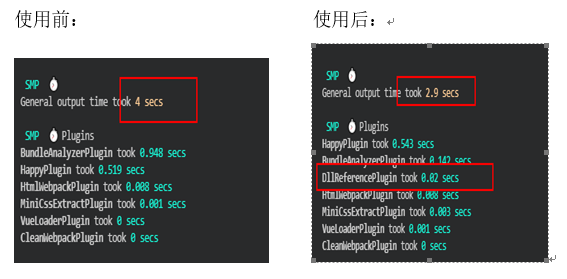 使用前：
SMP
General output time took 4 secs
SMP Plugins
BundleAnalyzerPlugin took 0.948 secs
HappyPlugin took 0.519 secs
HtmlWebpackPlugin took 0.008 secs
MiniCssExtractPlugin took 0.001 secs
VueLoaderPlugin took 0 secs
CleanWebpackPlugin took 0 secs
使用后：
SMP
General output time took 2.9 secs
SMP Plugins
HappyPlugin took 0.543 secs
BundleAnalyzerPlugin took 0.142 secs
DllReferencePlugin took 0.02 secs
HtmlWebpackPlugin took 0.008 secs
MiniCssExtractPlugin took 0.003 secs
VueLoaderPlugin took 0.001 secs
CleanWebpackPlugin took 0 secs